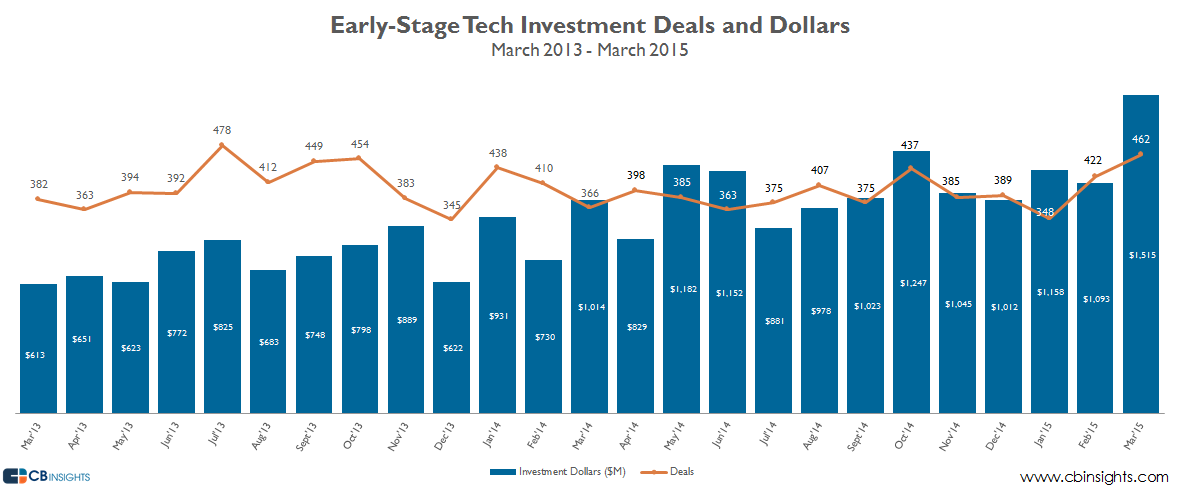 Early-Stage Tech Investment Deals and Dollars
March 2013 - March 2015
382 363 394 392 478 412 449 454 383 345 438 410 366 398 385 363 375 407 375 437 385 389 348 422 462
$613 $651 $623 $772 $825 $683 $748 $798 $889 $622 $931 $730 $1,014 $829 $1,182 $1,152 $881 $978 $1,023 $1,247 $1,045 $1,012 $1,158 $1,093 $1,515
Mar'13 Apr'13 May'13 Jun'13 Jul'13 Aug'13 Sept'13 Oct'13 Nov'13 Dec'13 Jan'14 Feb'14 Mar'14 Apr'14 May'14 Jun'14 Jul'14 Aug'14 Sept'14 Oct'14 Nov'14 Dec'14 Jan'15 Feb'15 Mar'15
Investment Dollars ($M) Deals
CBINSIGHTS
www.cbinsights.com